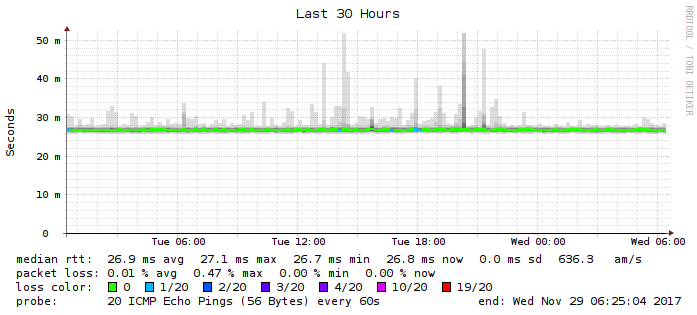 Last 30 Hours
RRDTOOL / TOBI OETIKER
Seconds
50 m
40 m
30 m
20 m
10 m
0
Tue 06:00 Tue 12:00 Tue 18:00 Wed 00:00 Wed 06:00
median rtt: 26.9 ms avg 27.1 ms max 26.7 ms min 26.8 ms now 0.0 ms sd 636.3 am/s
packet loss: 0.01 % avg 0.47 % max 0.00 % min 0.00 % now
loss color: 0 1/20 2/20 3/20 4/20 10/20 19/20
probe: 20 ICMP Echo Pings (56 Bytes) every 60s end: Wed Nov 29 06:25:04 2017